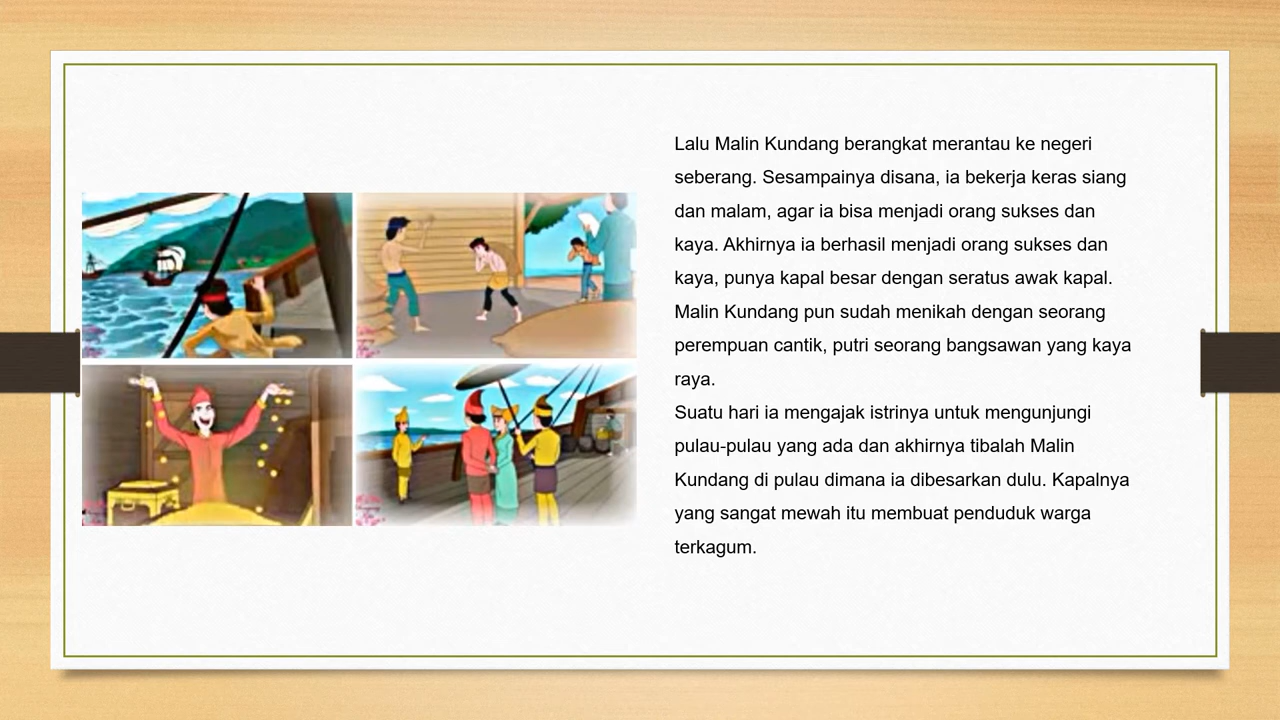 Lalu Malin Kundang berangkat merantau ke negeri
seberang. Sesampainya disana, ia bekerja keras siang
dan malam, agar ia bisa menjadi orang sukses dan
kaya. Akhirnya ia berhasil menjadi orang sukses dan
kaya, punya kapal besar dengan seratus awak kapal.
Malin Kundang pun sudah menikah dengan seorang
perempuan cantik, putri seorang bangsawan yang kaya
raya.
Suatu hari ia mengajak istrinya untuk mengunjungi
pulau-pulau yang ada dan akhirnya tibalah Malin
Kundang di pulau dimana ia dibesarkan dulu. Kapalnya
yang sangat mewah itu membuat penduduk warga
terkagum.